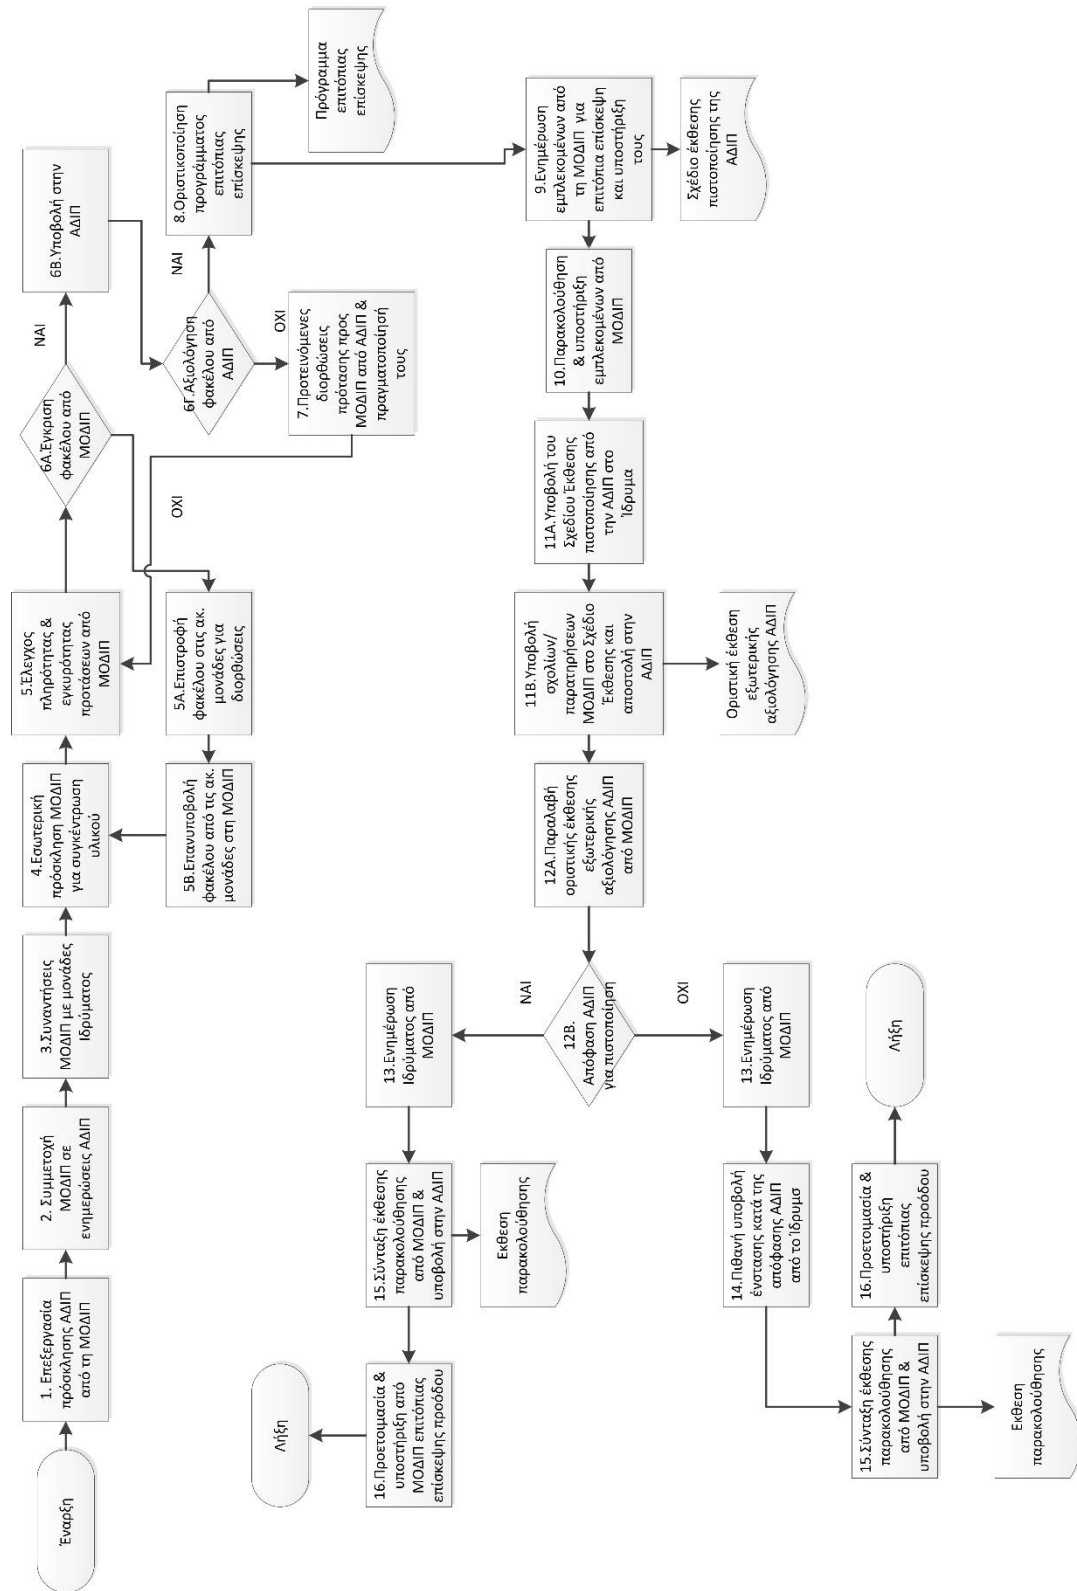 Έναρξη
1. Επεξεργασία
πρόσκλησης ΑΔΙΠ
από τη ΜΟΔΙΠ
2. Συμμετοχή
ΜΟΔΙΠ σε
ενημερώσεις ΑΔΙΠ
3.Συναντήσεις
ΜΟΔΙΠ με μονάδες
Ιδρύματος
4.Εσωτερική
πρόσκληση ΜΟΔΙΠ
για συγκέντρωση
υλικού
5.Έλεγχος
πληρότητας &
εγκυρότητας
προτάσεων από
ΜΟΔΙΠ
6Α.Έγκριση
φακέλου από
ΜΟΔΙΠ
ΝΑΙ
6Β.Υποβολή στην
ΑΔΙΠ
ΟΧΙ
5Α.Επιστροφή
φακέλου στις ακ.
μονάδες για
διορθώσεις
5Β.Επανυποβολή
φακέλου από τις ακ.
μονάδες στη ΜΟΔΙΠ
6Γ.Αξιολόγηση
φακέλου από
ΑΔΙΠ
ΝΑΙ
ΟΧΙ
7.Προτεινόμενες
διορθώσεις
πρότασης προς
ΜΟΔΙΠ από ΑΔΙΠ &
πραγματοποίησή
τους
8.Οριστικοποίηση
προγράμματος
επιτόπιας
επίσκεψης
Πρόγραμμα
επιτόπιας
επίσκεψης
9.Ενημέρωση
εμπλεκομένων από
τη ΜΟΔΙΠ για
επιτόπια επίσκεψη
και υποστήριξη
τους
Σχέδιο έκθεσης
πιστοποίησης της
ΑΔΙΠ
10.Παρακολούθηση
& υποστήριξη
εμπλεκομένων από
ΜΟΔΙΠ
11Α.Υποβολή του
Σχεδίου Έκθεσης
πιστοποίησης από
την ΑΔΙΠ στο
Ίδρυμα
11Β.Υποβολή
σχολίων/
παρατηρήσεων
ΜΟΔΙΠ στο Σχέδιο
Έκθεσης και
αποστολή στην
ΑΔΙΠ
Οριστική έκθεση
εξωτερικής
αξιολόγησης ΑΔΙΠ
12Α.Παραλαβή
οριστικής έκθεσης
εξωτερικής
αξιολόγησης ΑΔΙΠ
από ΜΟΔΙΠ
12Β.
Απόφαση ΑΔΙΠ
για πιστοποίηση
ΝΑΙ
13.Ενημέρωση
Ιδρύματος από
ΜΟΔΙΠ
15.Σύνταξη έκθεσης
παρακολούθησης
από ΜΟΔΙΠ &
υποβολή στην ΑΔΙΠ
Εκθεση
παρακολούθησης
16.Προετοιμασία &
υποστήριξη από
ΜΟΔΙΠ επιτόπιας
επίσκεψης προόδου
Λήξη
ΟΧΙ
13.Ενημέρωση
Ιδρύματος από
ΜΟΔΙΠ
14.Πιθανή υποβολή
ένστασης κατά της
απόφασης ΑΔΙΠ
από το Ίδρυμσ
15.Σύνταξη έκθεσης
παρακολούθησης
από ΜΟΔΙΠ &
υποβολή στην ΑΔΙΠ
Εκθεση
παρακολούθησης
16.Προετοιμασία &
υποστήριξη
επιτόπιας
επίσκεψης προόδου
Λήξη